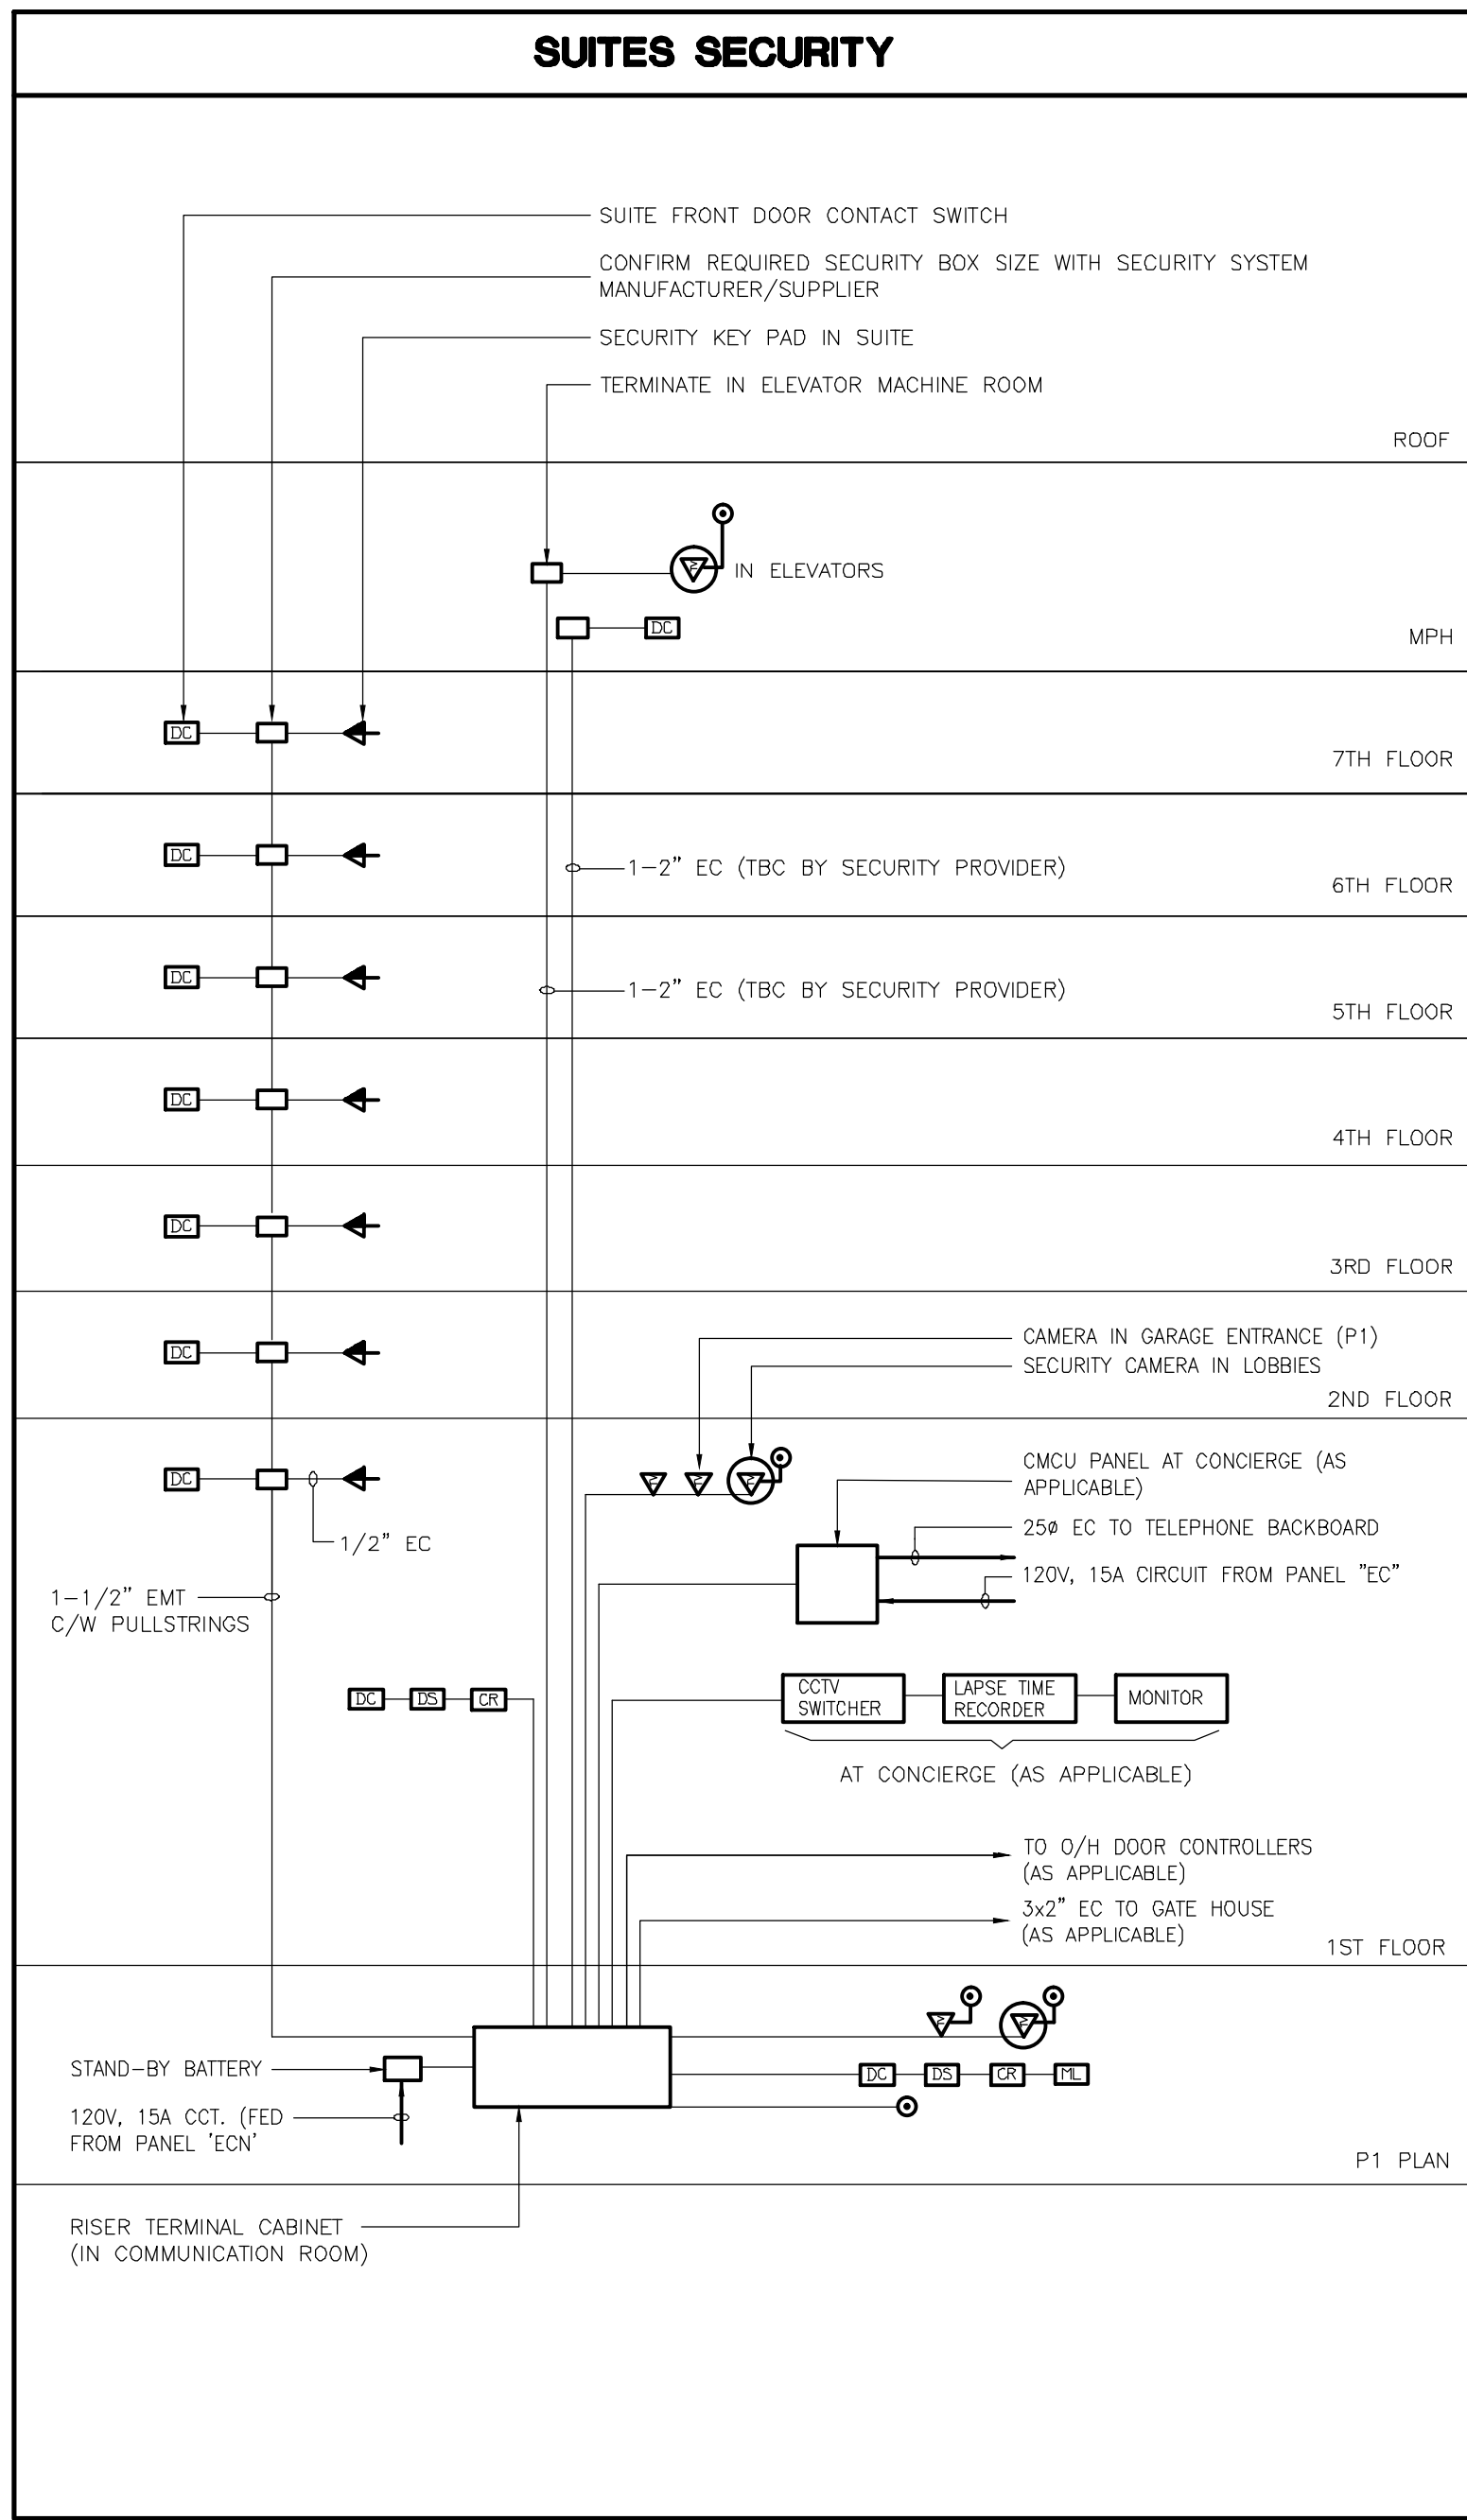 SUITES SECURITY
SUITE FRONT DOOR CONTACT SWITCH
CONFIRM REQUIRED SECURITY BOX SIZE WITH SECURITY SYSTEM
MANUFACTURER/SUPPLIER
SECURITY KEY PAD IN SUITE
TERMINATE IN ELEVATOR MACHINE ROOM
ROOF
IN ELEVATORS
DC
MPH
DC
7TH FLOOR
DC
1-2" EC (TBC BY SECURITY PROVIDER)
6TH FLOOR
DC
1-2" EC (TBC BY SECURITY PROVIDER)
5TH FLOOR
DC
4TH FLOOR
DC
3RD FLOOR
CAMERA IN GARAGE ENTRANCE (P1)
DC
SECURITY CAMERA IN LOBBIES
2ND FLOOR
DC
CMCU PANEL AT CONCIERGE (AS
APPLICABLE)
1/2" EC
25ø EC TO TELEPHONE BACKBOARD
120V, 15A CIRCUIT FROM PANEL "EC"
1-1/2" EMT
C/W PULLSTRINGS
DC DS CR
CCTV
SWITCHER
LAPSE TIME
RECORDER
MONITOR
AT CONCIERGE (AS APPLICABLE)
TO O/H DOOR CONTROLLERS
(AS APPLICABLE)
3x2" EC TO GATE HOUSE
(AS APPLICABLE)
1ST FLOOR
STAND-BY BATTERY
DC DS CR ML
120V, 15A CCT. (FED
FROM PANEL 'ECN'
P1 PLAN
RISER TERMINAL CABINET
(IN COMMUNICATION ROOM)